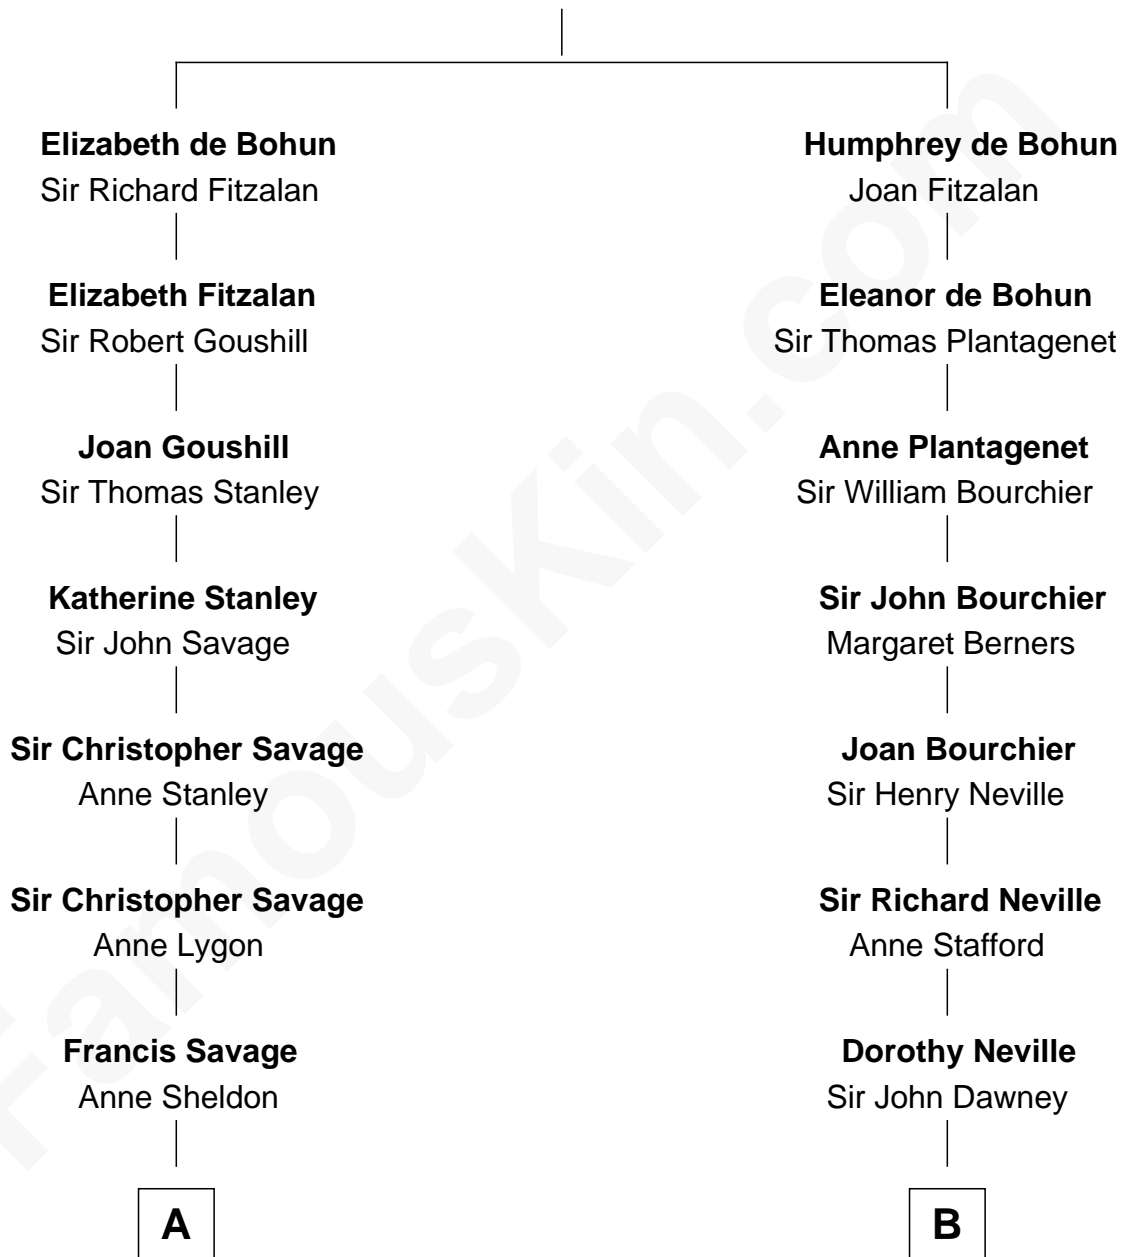 Elizabeth de Bohun
Sir Richard Fitzalan
Elizabeth Fitzalan
Sir Robert Goushill
Joan Goushill
Sir Thomas Stanley
Katherine Stanley
Sir John Savage
Sir Christopher Savage
Anne Stanley
Sir Christopher Savage
Anne Lygon
Francis Savage
Anne Sheldon
A
Humphrey de Bohun
Joan Fitzalan
Eleanor de Bohun
Sir Thomas Plantagenet
Anne Plantagenet
Sir William Bourchier
Sir John Bourchier
Margaret Berners
Joan Bourchier
Sir Henry Neville
Sir Richard Neville
Anne Stafford
Dorothy Neville
Sir John Dawney
B
FamousKin.com